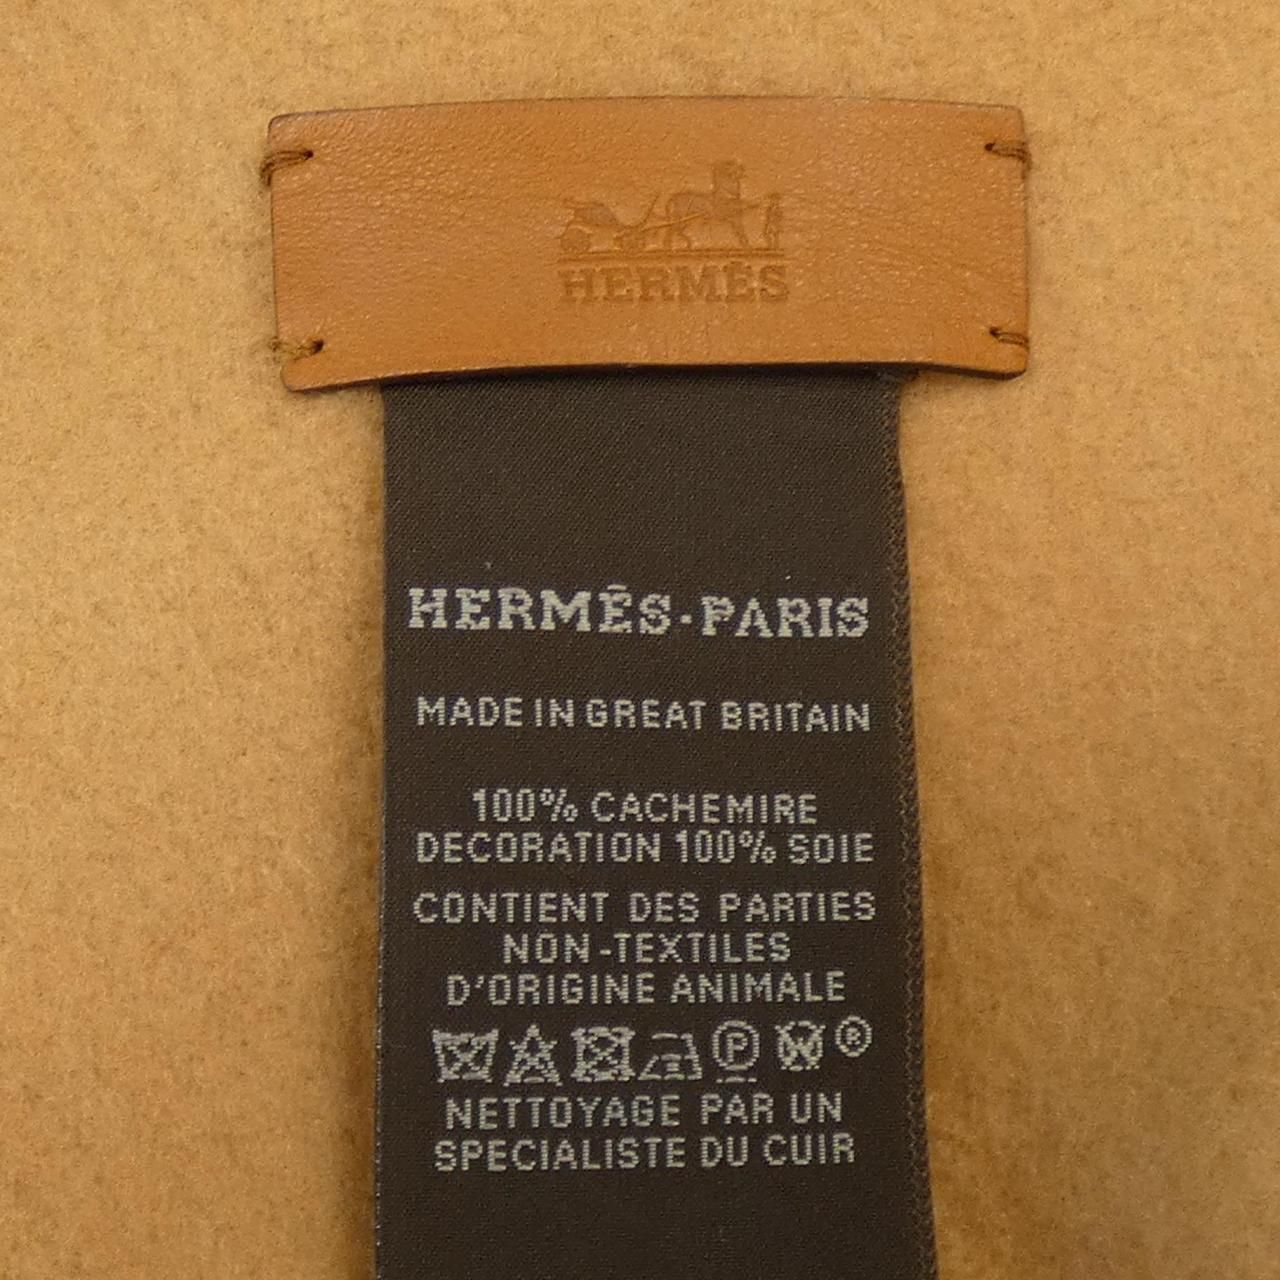 HERMÈS
HERMÈS-PARIS
MADE IN GREAT BRITAIN
100% CACHEMIRE
DECORATION 100% SOIE
CONTIENT DES PARTIES
NON-TEXTILES
D'ORIGINE ANIMALE
P W ®
NETTOYAGE PAR UN
SPECIALISTE DU CUIR